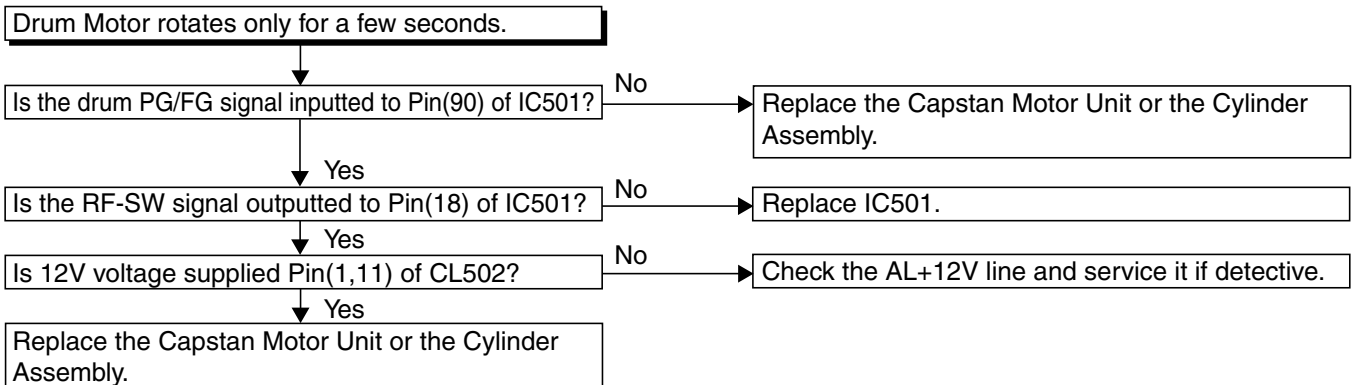 Drum Motor rotates only for a few seconds.
Is the drum PG/FG signal inputted to Pin(90) of IC501?
No
Replace the Capstan Motor Unit or the Cylinder
Assembly.
Yes
Is the RF-SW signal outputted to Pin(18) of IC501?
No
Replace IC501.
Yes
Is 12V voltage supplied Pin(1,11) of CL502?
No
Check the AL+12V line and service it if detective.
Yes
Replace the Capstan Motor Unit or the Cylinder
Assembly.